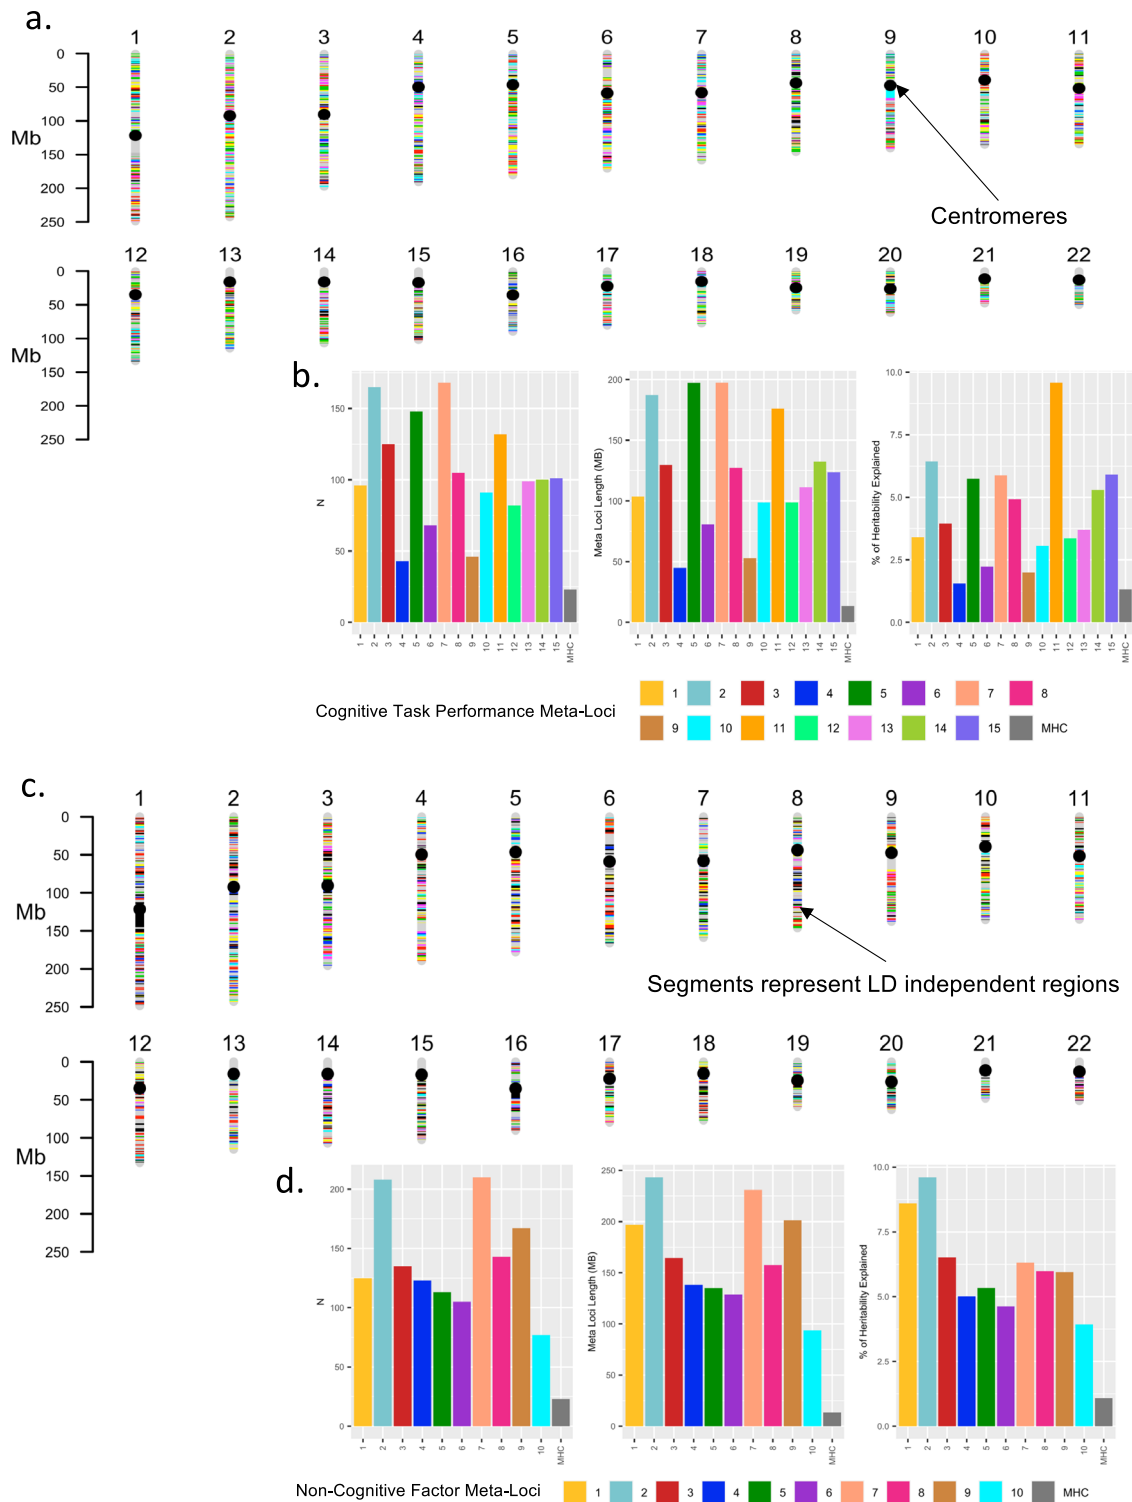 a.
1 2 3 4 5 6 7 8 9 10 11
0
50
100
Mb
150
200
250
Centromeres
12 13 14 15 16 17 18 19 20 21 22
0
50
100
Mb
150
200
250
b.
N
0
50
100
150
1 2 3 4 5 6 7 8 9 10 11 12 13 14 15 MHC
Meta Loci Length (MB)
0
50
100
150
200
1 2 3 4 5 6 7 8 9 10 11 12 13 14 15 MHC
% of Heritability Explained
0.0
2.5
5.0
7.5
10.0
1 2 3 4 5 6 7 8 9 10 11 12 13 14 15 MHC
Cognitive Task Performance Meta-Loci
1 2 3 4 5 6 7 8
9 10 11 12 13 14 15 MHC
c.
1 2 3 4 5 6 7 8 9 10 11
0
50
100
Mb
150
200
250
Segments represent LD independent regions
12 13 14 15 16 17 18 19 20 21 22
0
50
100
Mb
150
200
250
d.
N
0
50
100
150
200
1 2 3 4 5 6 7 8 9 10 MHC
Meta Loci Length (MB)
0
50
100
150
200
250
1 2 3 4 5 6 7 8 9 10 MHC
% of Heritability Explained
0.0
2.5
5.0
7.5
10.0
1 2 3 4 5 6 7 8 9 10 MHC
Non-Cognitive Factor Meta-Loci
1 2 3 4 5 6 7 8 9 10 MHC